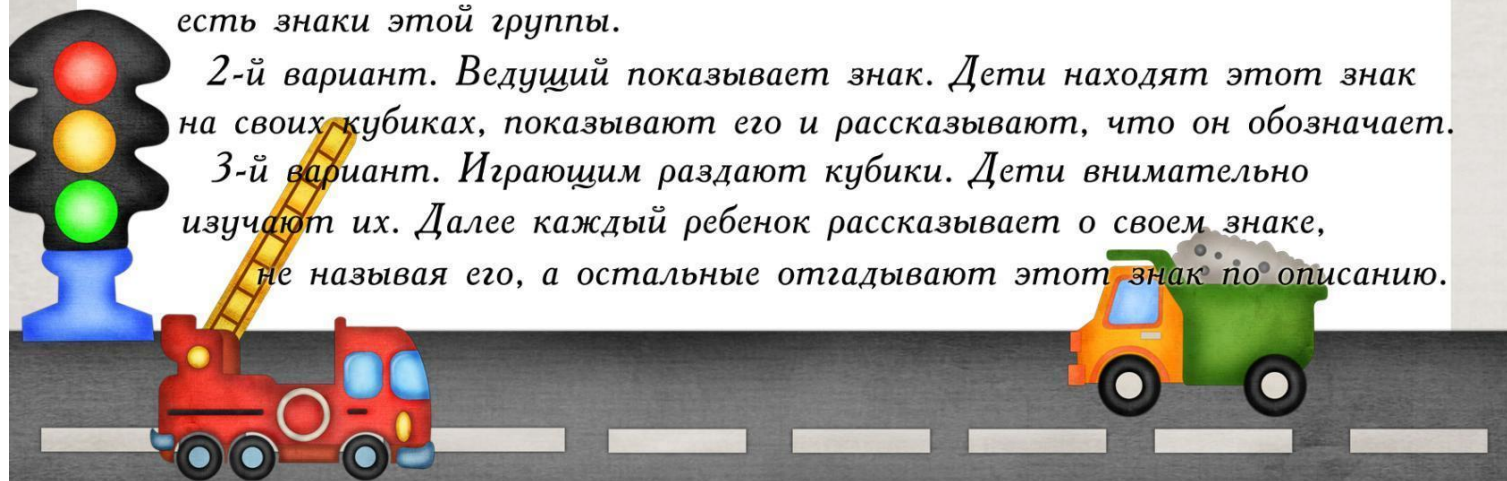 есть знаки этой группы.
2-й вариант. Ведущий показывает знак. Дети находят этот знак
на своих кубиках, показывают его и рассказывают, что он обозначает.
3-й вариант. Играющим раздают кубики. Дети внимательно
изучают их. Далее каждый ребенок рассказывает о своем знаке,
не называя его, а остальные отгадывают этот знак по описанию.